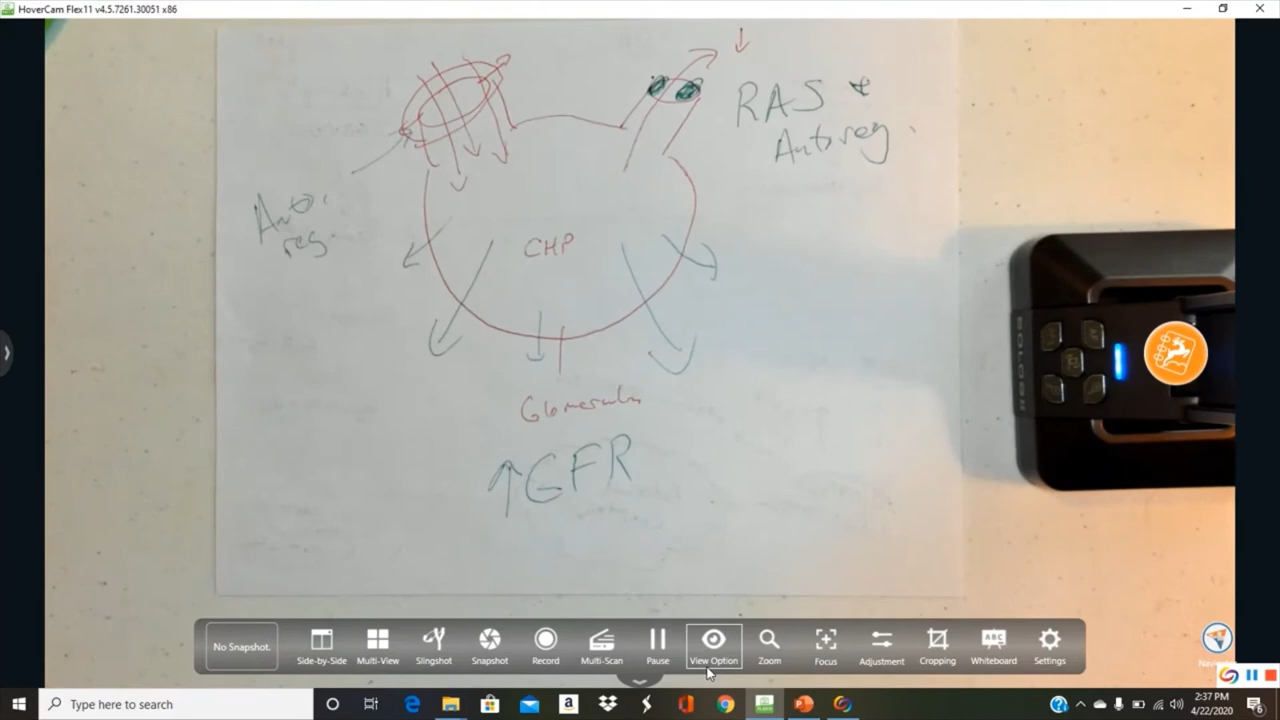 HoverCam Flex11 v4.5.7261.30051 x86
RAS +
Autoreg.
Auto.
reg.
CHP
Glomerulus
↑GFR
No Snapshot.
Side-by-Side
Multi-View
Slingshot
Snapshot
Record
Multi-Scan
Pause
View Option
Zoom
Focus
Adjustment
Cropping
ABC
Whiteboard
Settings
Type here to search
2:37 PM
4/22/2020
6